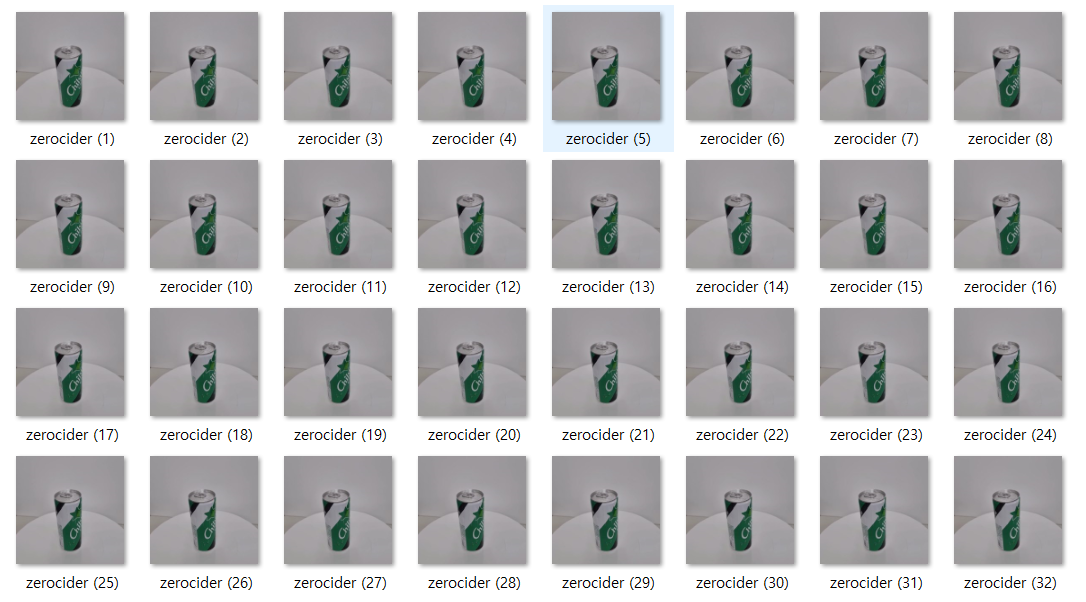 zerocider (1) zerocider (2) zerocider (3) zerocider (4) zerocider (5) zerocider (6) zerocider (7) zerocider (8)
zerocider (9) zerocider (10) zerocider (11) zerocider (12) zerocider (13) zerocider (14) zerocider (15) zerocider (16)
zerocider (17) zerocider (18) zerocider (19) zerocider (20) zerocider (21) zerocider (22) zerocider (23) zerocider (24)
zerocider (25) zerocider (26) zerocider (27) zerocider (28) zerocider (29) zerocider (30) zerocider (31) zerocider (32)